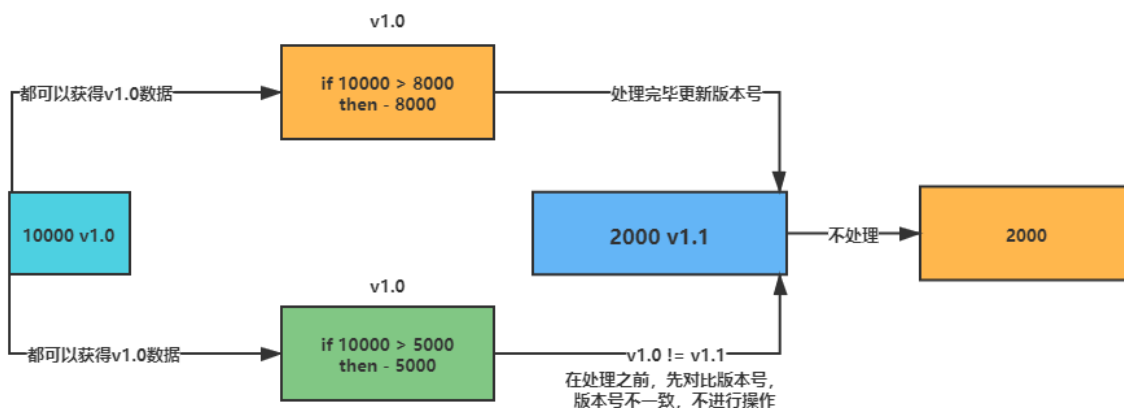 v1.0
if 10000 > 8000
then - 8000
都可以获得v1.0数据
处理完毕更新版本号
10000 v1.0
2000 v1.1
不处理
2000
v1.0
if 10000 > 5000
then - 5000
都可以获得v1.0数据
v1.0 != v1.1
在处理之前，先对比版本号，
版本号不一致，不进行操作